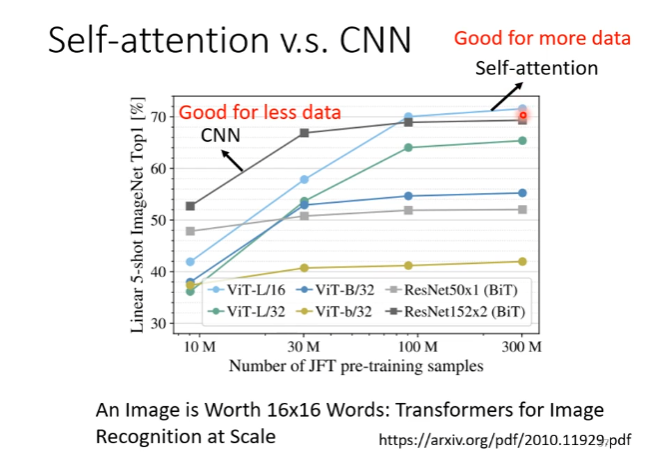 Self-attention v.s. CNN
Good for more data
Self-attention
Good for less data
CNN
Linear 5-shot ImageNet Top1 [%]
70
60
50
40
30
ViT-L/16
ViT-B/32
ResNet50x1 (BiT)
ViT-L/32
ViT-b/32
ResNet152x2 (BiT)
10 M
30 M
100 M
300 M
Number of JFT pre-training samples
An Image is Worth 16x16 Words: Transformers for Image
Recognition at Scale
https://arxiv.org/pdf/2010.11929.pdf